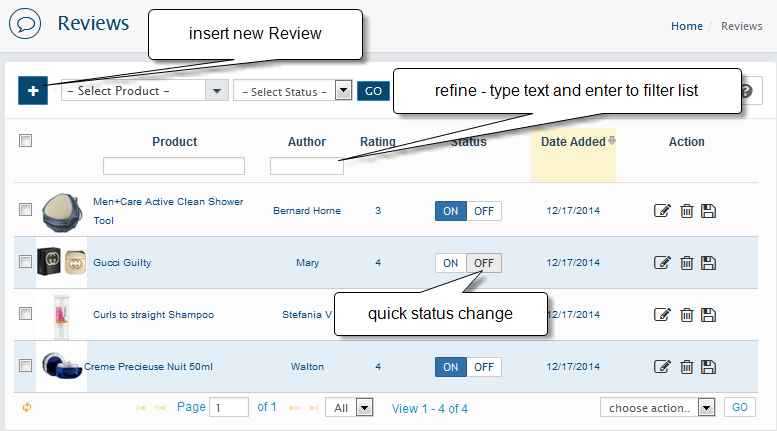 Reviews
insert new Review
Home / Reviews
+
– Select Product –
– Select Status –
GO
refine - type text and enter to filter list
?
Product Author Rating Status Date Added Action
Men+Care Active Clean Shower
Tool
Bernard Horne 3 ON OFF 12/17/2014
Gucci Guilty Mary 4 ON OFF 12/17/2014
quick status change
Curls to straight Shampoo Stefania V 12/17/2014
Creme Precieuse Nuit 50ml Walton 4 ON OFF 12/17/2014
Page 1 of 1 All View 1 - 4 of 4 choose action.. GO